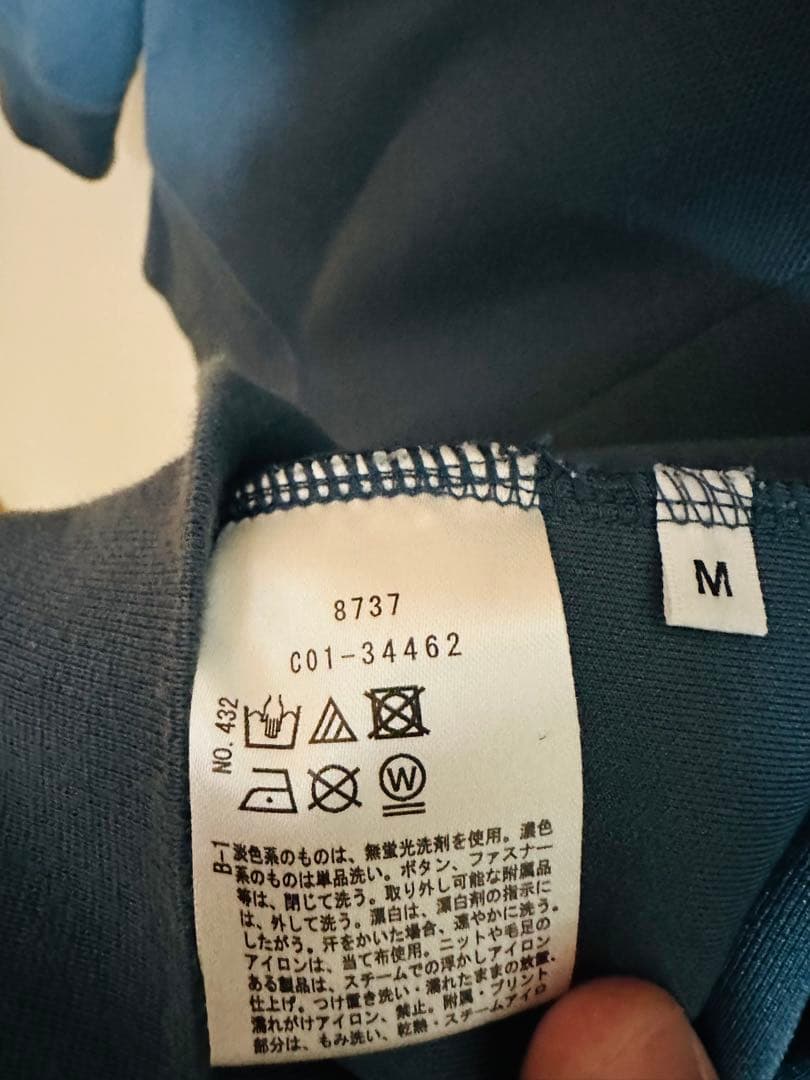 8737
C01-34462
NO.432
W
B-1
淡色系のものは、無蛍光洗剤を使用。濃色
系のものは単品洗い。ボタン、ファスナー
等は、閉じて洗う。取り外し可能な附属品
は、外して洗う。漂白は、漂白剤の指示に
したがう。汗をかいた場合、速やかに洗う。
アイロンは、当て布使用。ニットや毛足の
ある製品は、スチームでの浮かしアイロン
仕上げ。つけ置き洗い・濡れたままの放置、
濡れがけアイロン、禁止。附属・プリント
部分は、もみ洗い、乾熱・スチームアイロ
M